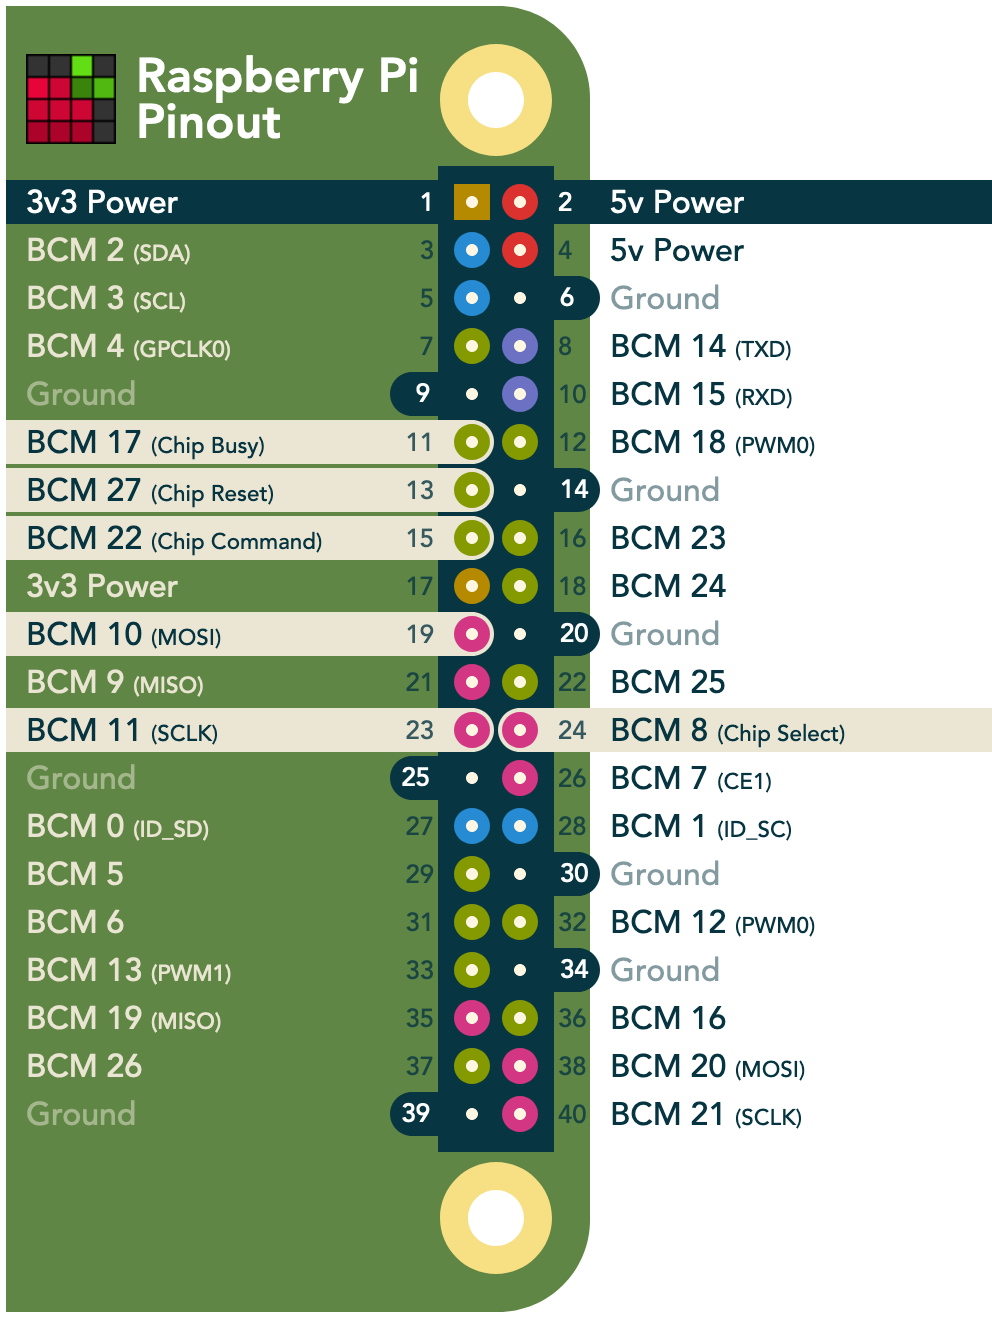 Raspberry Pi
Pinout
3v3 Power 1 2 5v Power
BCM 2 (SDA) 3 4 5v Power
BCM 3 (SCL) 5 6 Ground
BCM 4 (GPCLK0) 7 8 BCM 14 (TXD)
Ground 9 10 BCM 15 (RXD)
BCM 17 (Chip Busy) 11 12 BCM 18 (PWM0)
BCM 27 (Chip Reset) 13 14 Ground
BCM 22 (Chip Command) 15 16 BCM 23
3v3 Power 17 18 BCM 24
BCM 10 (MOSI) 19 20 Ground
BCM 9 (MISO) 21 22 BCM 25
BCM 11 (SCLK) 23 24 BCM 8 (Chip Select)
Ground 25 26 BCM 7 (CE1)
BCM 0 (ID_SD) 27 28 BCM 1 (ID_SC)
BCM 5 29 30 Ground
BCM 6 31 32 BCM 12 (PWM0)
BCM 13 (PWM1) 33 34 Ground
BCM 19 (MISO) 35 36 BCM 16
BCM 26 37 38 BCM 20 (MOSI)
Ground 39 40 BCM 21 (SCLK)